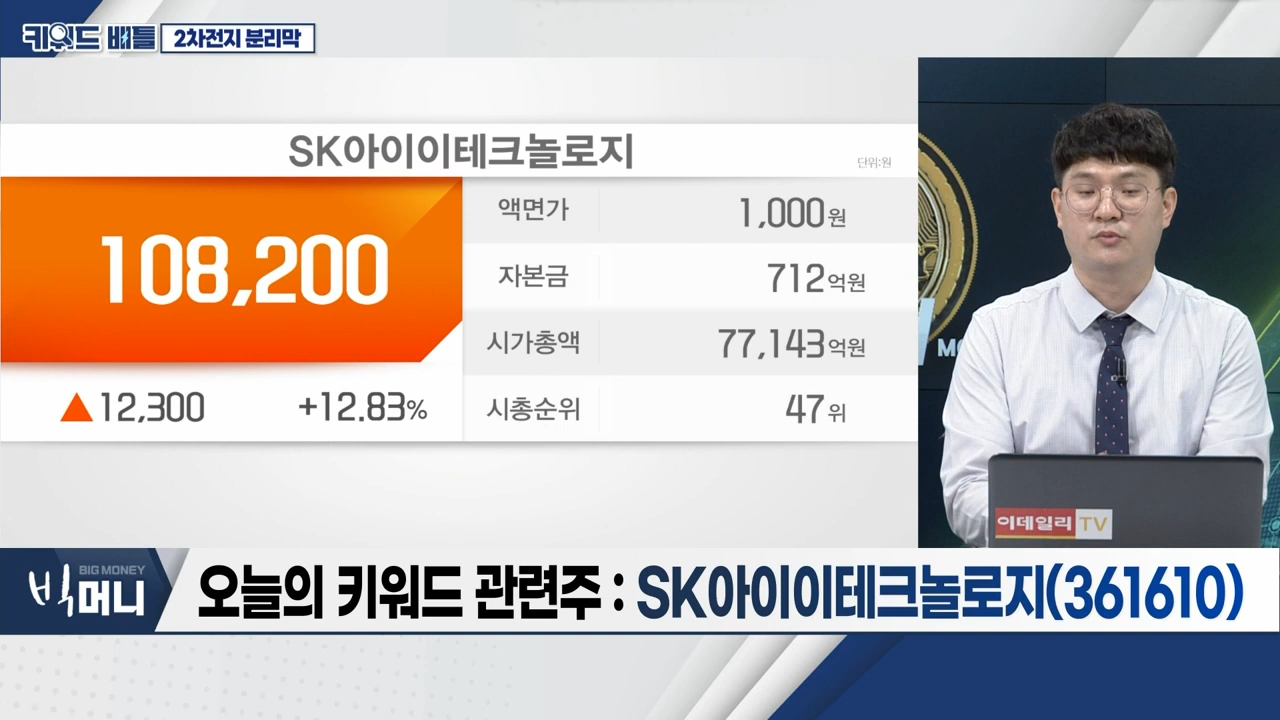 키워드 배틀 2차전지 분리막
SK아이이테크놀로지
단위:원
108,200
▲12,300 +12.83%
액면가 1,000원
자본금 712억원
시가총액 77,143억원
시총순위 47위
이데일리TV
BIG MONEY
빅머니
오늘의 키워드 관련주 : SK아이이테크놀로지(361610)